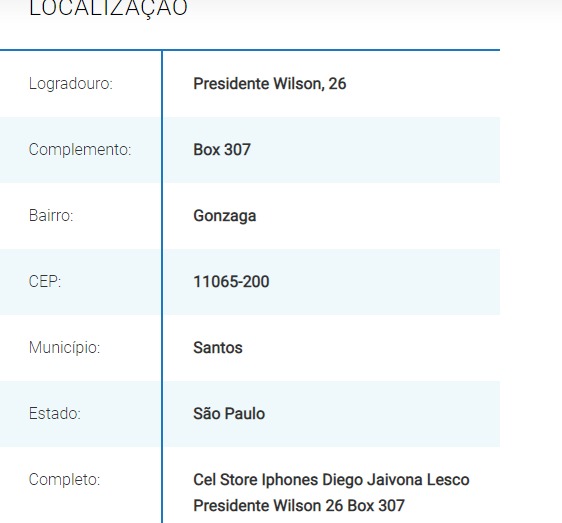 LOCALIZAÇÃO
Logradouro: Presidente Wilson, 26
Complemento: Box 307
Bairro: Gonzaga
CEP: 11065-200
Município: Santos
Estado: São Paulo
Completo: Cel Store Iphones Diego Jaivona Lesco
Presidente Wilson 26 Box 307